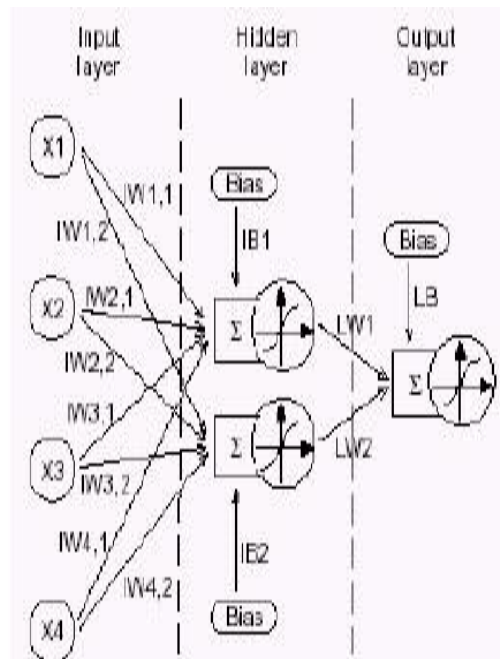 Input layer
Hidden layer
Output layer
X1
IW1,1
IW1,2
Bias
IB1
Bias
X2
IW2,1
IW2,2
Σ
LW1
LB
Σ
X3
IW3,1
IW3,2
Σ
LW2
IW4,1
IW4,2
IB2
X4
Bias